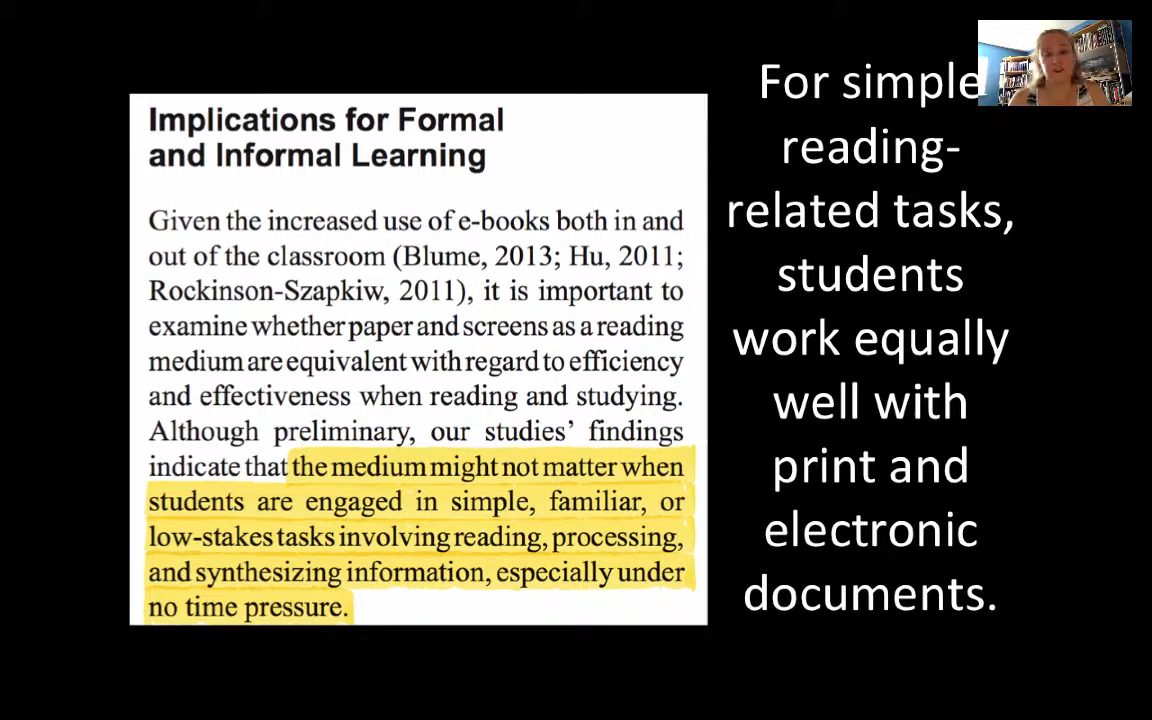 Implications for Formal
and Informal Learning
Given the increased use of e-books both in and
out of the classroom (Blume, 2013; Hu, 2011;
Rockinson-Szapkiw, 2011), it is important to
examine whether paper and screens as a reading
medium are equivalent with regard to efficiency
and effectiveness when reading and studying.
Although preliminary, our studies’ findings
indicate that the medium might not matter when
students are engaged in simple, familiar, or
low-stakes tasks involving reading, processing,
and synthesizing information, especially under
no time pressure.
For simple
reading-
related tasks,
students
work equally
well with
print and
electronic
documents.